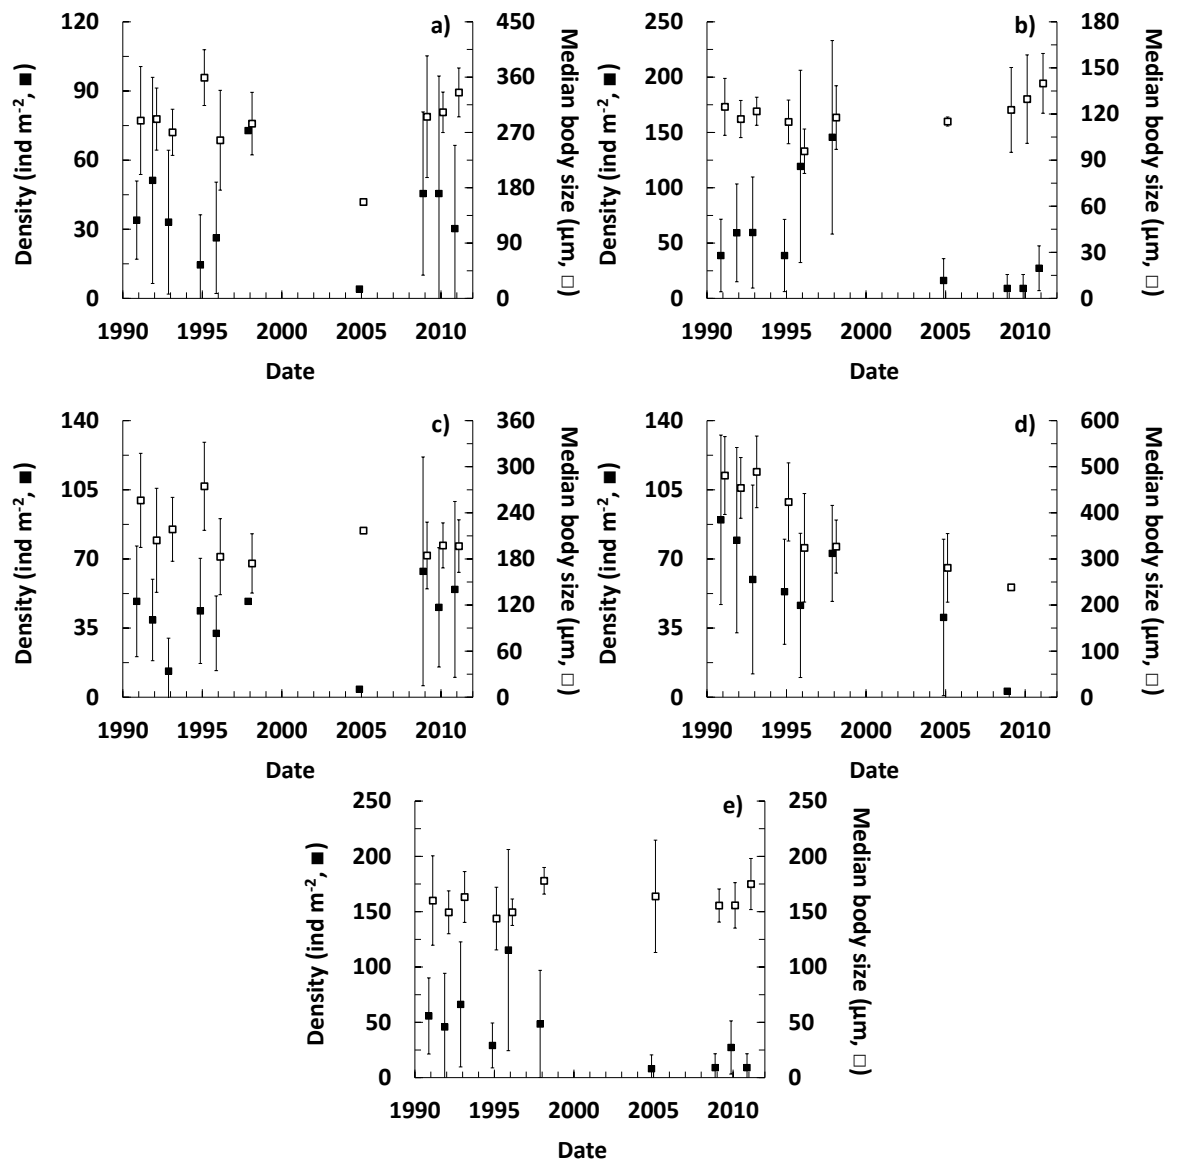 a)
Density (ind m-2, ■)
120
90
60
30
0
450
360
270
180
90
0
Median body size (µm, □)
1990 1995 2000 2005 2010
Date
b)
Density (ind m-2, ■)
250
200
150
100
50
0
180
150
120
90
60
30
0
Median body size (µm, □)
1990 1995 2000 2005 2010
Date
c)
Density (ind m-2, ■)
140
105
70
35
0
360
300
240
180
120
60
0
Median body size (µm, □)
1990 1995 2000 2005 2010
Date
d)
Density (ind m-2, ■)
140
105
70
35
0
600
500
400
300
200
100
0
Median body size (µm, □)
1990 1995 2000 2005 2010
Date
e)
Density (ind m-2, ■)
250
200
150
100
50
0
250
200
150
100
50
0
Median body size (µm, □)
1990 1995 2000 2005 2010
Date